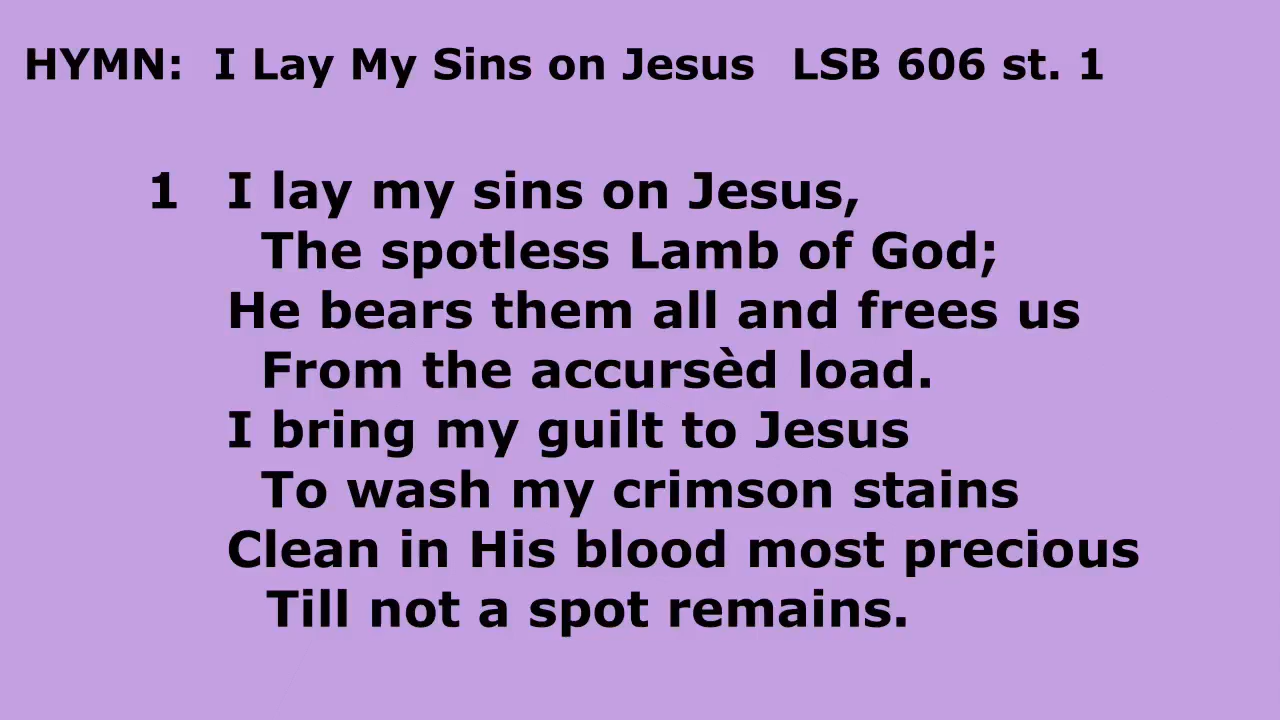 HYMN: I Lay My Sins on Jesus LSB 606 st. 1
1 I lay my sins on Jesus,
The spotless Lamb of God;
He bears them all and frees us
From the accursèd load.
I bring my guilt to Jesus
To wash my crimson stains
Clean in His blood most precious
Till not a spot remains.